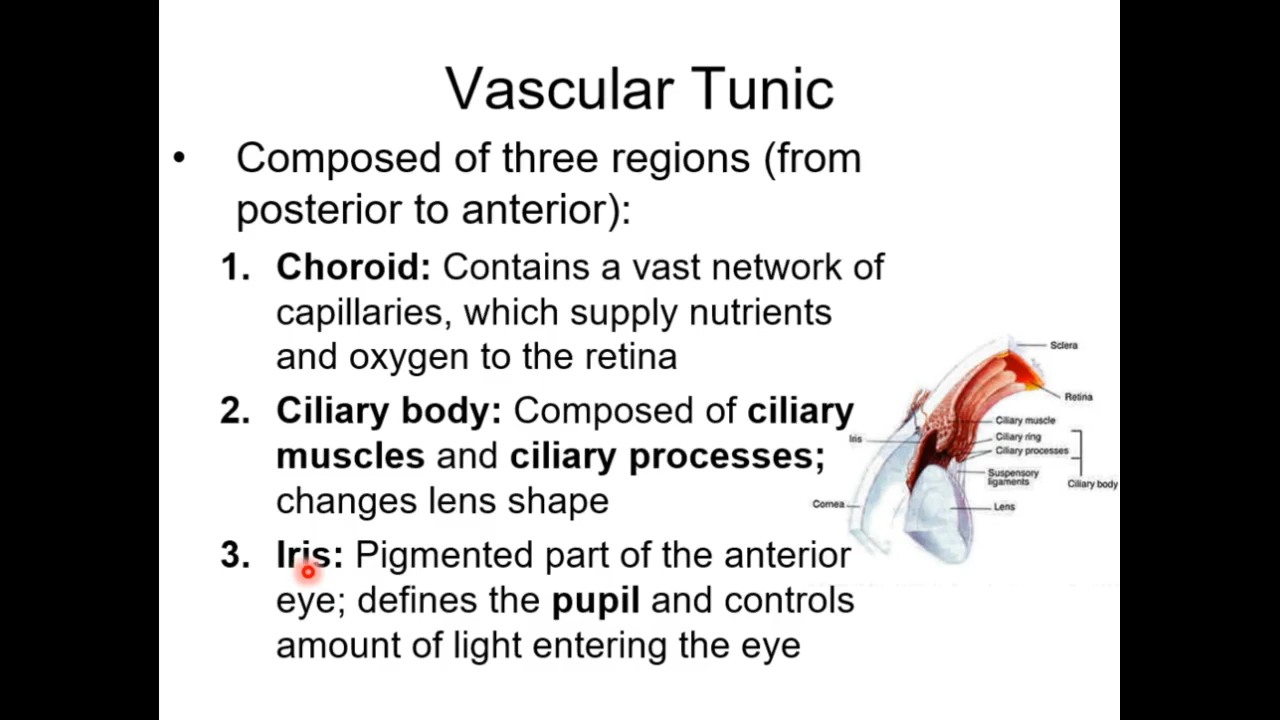 Vascular Tunic
• Composed of three regions (from
posterior to anterior):
1. Choroid: Contains a vast network of
capillaries, which supply nutrients
and oxygen to the retina
2. Ciliary body: Composed of ciliary
muscles and ciliary processes;
changes lens shape
3. Iris: Pigmented part of the anterior
eye; defines the pupil and controls
amount of light entering the eye
Sclera
Retina
Ciliary muscle
Iris
Ciliary ring
Ciliary processes
Suspensory
ligaments
Ciliary body
Cornea
Lens